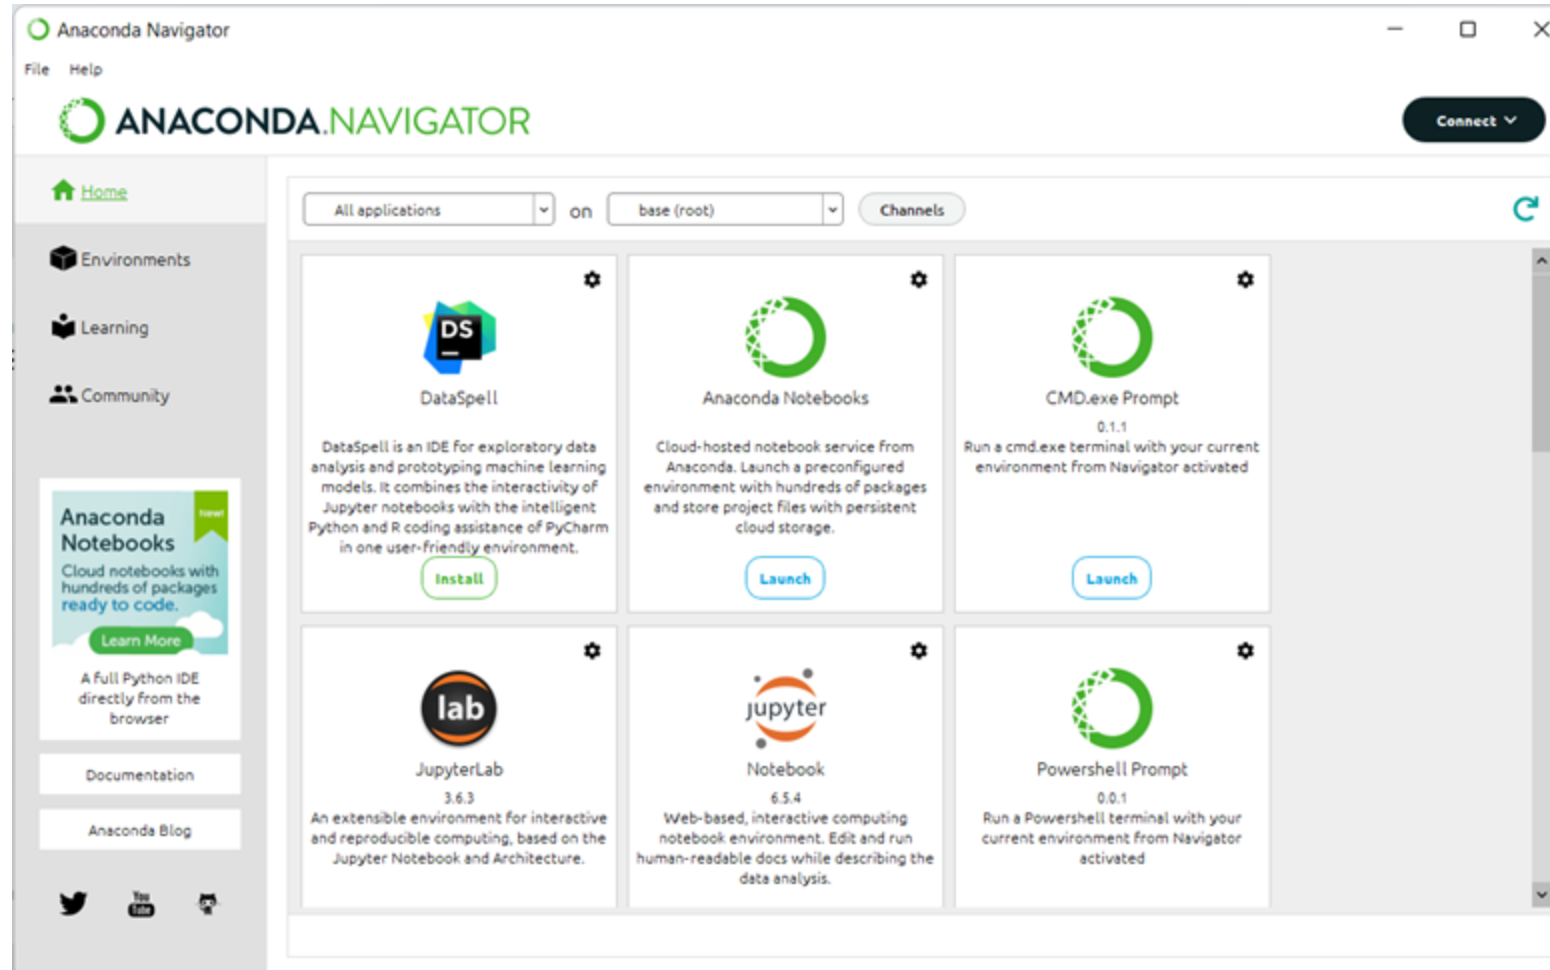 Anaconda Navigator
File Help
ANACONDA.NAVIGATOR
Connect
Home
Environments
Learning
Community
Anaconda
Notebooks
New!
Cloud notebooks with
hundreds of packages
ready to code.
Learn More
A full Python IDE
directly from the
browser
Documentation
Anaconda Blog
You
Tube
All applications on base (root) Channels
DS
DataSpell
DataSpell is an IDE for exploratory data
analysis and prototyping machine learning
models. It combines the interactivity of
Jupyter notebooks with the intelligent
Python and R coding assistance of PyCharm
in one user-friendly environment.
Install
Anaconda Notebooks
Cloud-hosted notebook service from
Anaconda. Launch a preconfigured
environment with hundreds of packages
and store project files with persistent
cloud storage.
Launch
CMD.exe Prompt
0.1.1
Run a cmd.exe terminal with your current
environment from Navigator activated
Launch
lab
JupyterLab
3.6.3
An extensible environment for interactive
and reproducible computing, based on the
Jupyter Notebook and Architecture.
jupyter
Notebook
6.5.4
Web-based, interactive computing
notebook environment. Edit and run
human-readable docs while describing the
data analysis.
Powershell Prompt
0.0.1
Run a Powershell terminal with your
current environment from Navigator
activated